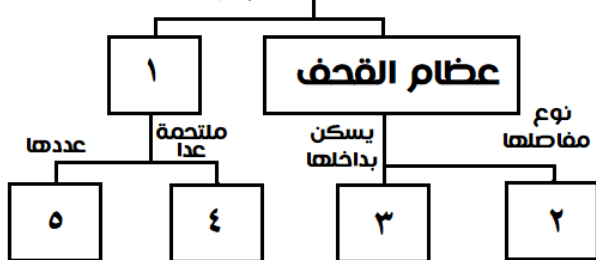 عظام القحف
١
نوع
مفاصلها
يسكن
بداخلها
ملتحمة
عدا
عددها
٢
٣
٤
٥